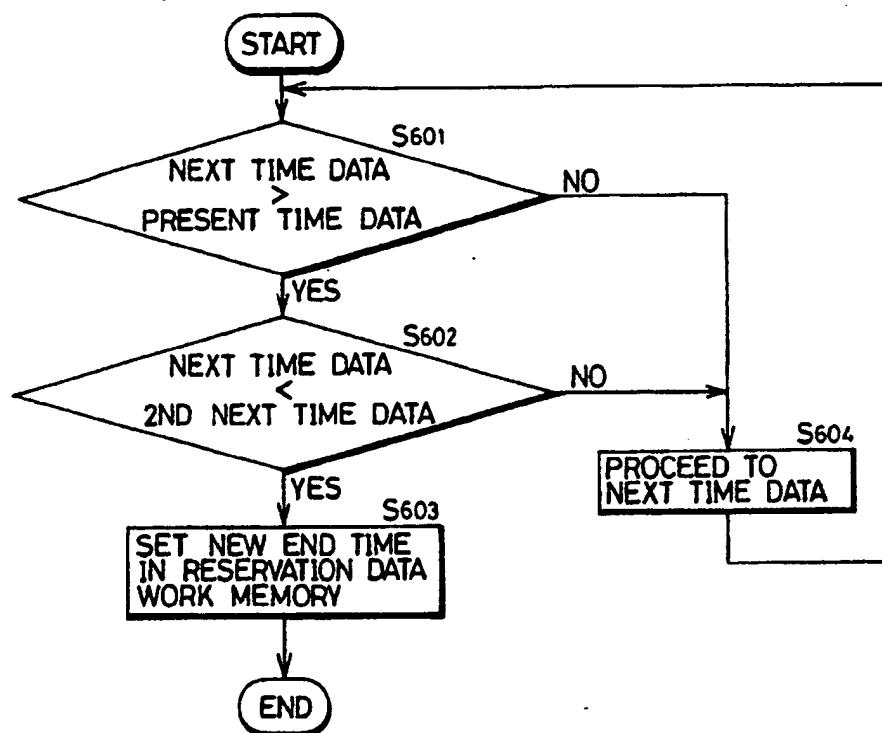 START
S601
NEXT TIME DATA
>
PRESENT TIME DATA
NO
YES
S602
NEXT TIME DATA
<
2ND NEXT TIME DATA
NO
YES
S604
PROCEED TO
NEXT TIME DATA
S603
SET NEW END TIME
IN RESERVATION DATA
WORK MEMORY
END